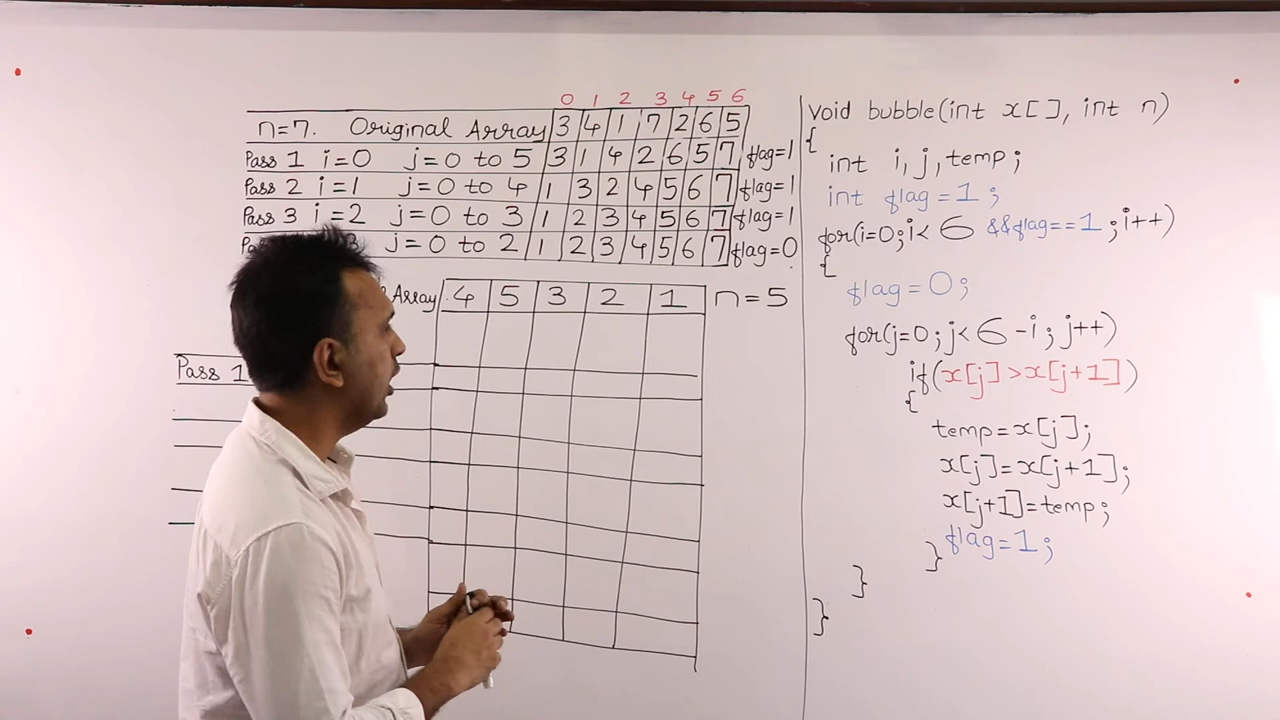 0 1 2 3 4 5 6
n=7. Original Array 3 4 1 7 2 6 5
Pass 1 i=0 j=0 to 5 3 1 4 2 6 5 7 flag=1
Pass 2 i=1 j=0 to 4 1 3 2 4 5 6 7 flag=1
Pass 3 i=2 j=0 to 3 1 2 3 4 5 6 7 flag=1
3 j=0 to 2 1 2 3 4 5 6 7 flag=0
Array 4 5 3 2 1 n=5
Pass 1
void bubble(int x[], int n)
{
int i, j, temp;
int flag=1;
for(i=0; i< 6 &&flag==1; i++)
{
flag=0;
for(j=0; j< 6-i; j++)
if(x[j]>x[j+1])
{
temp=x[j];
x[j]=x[j+1];
x[j+1]=temp;
flag=1;
}
}
}